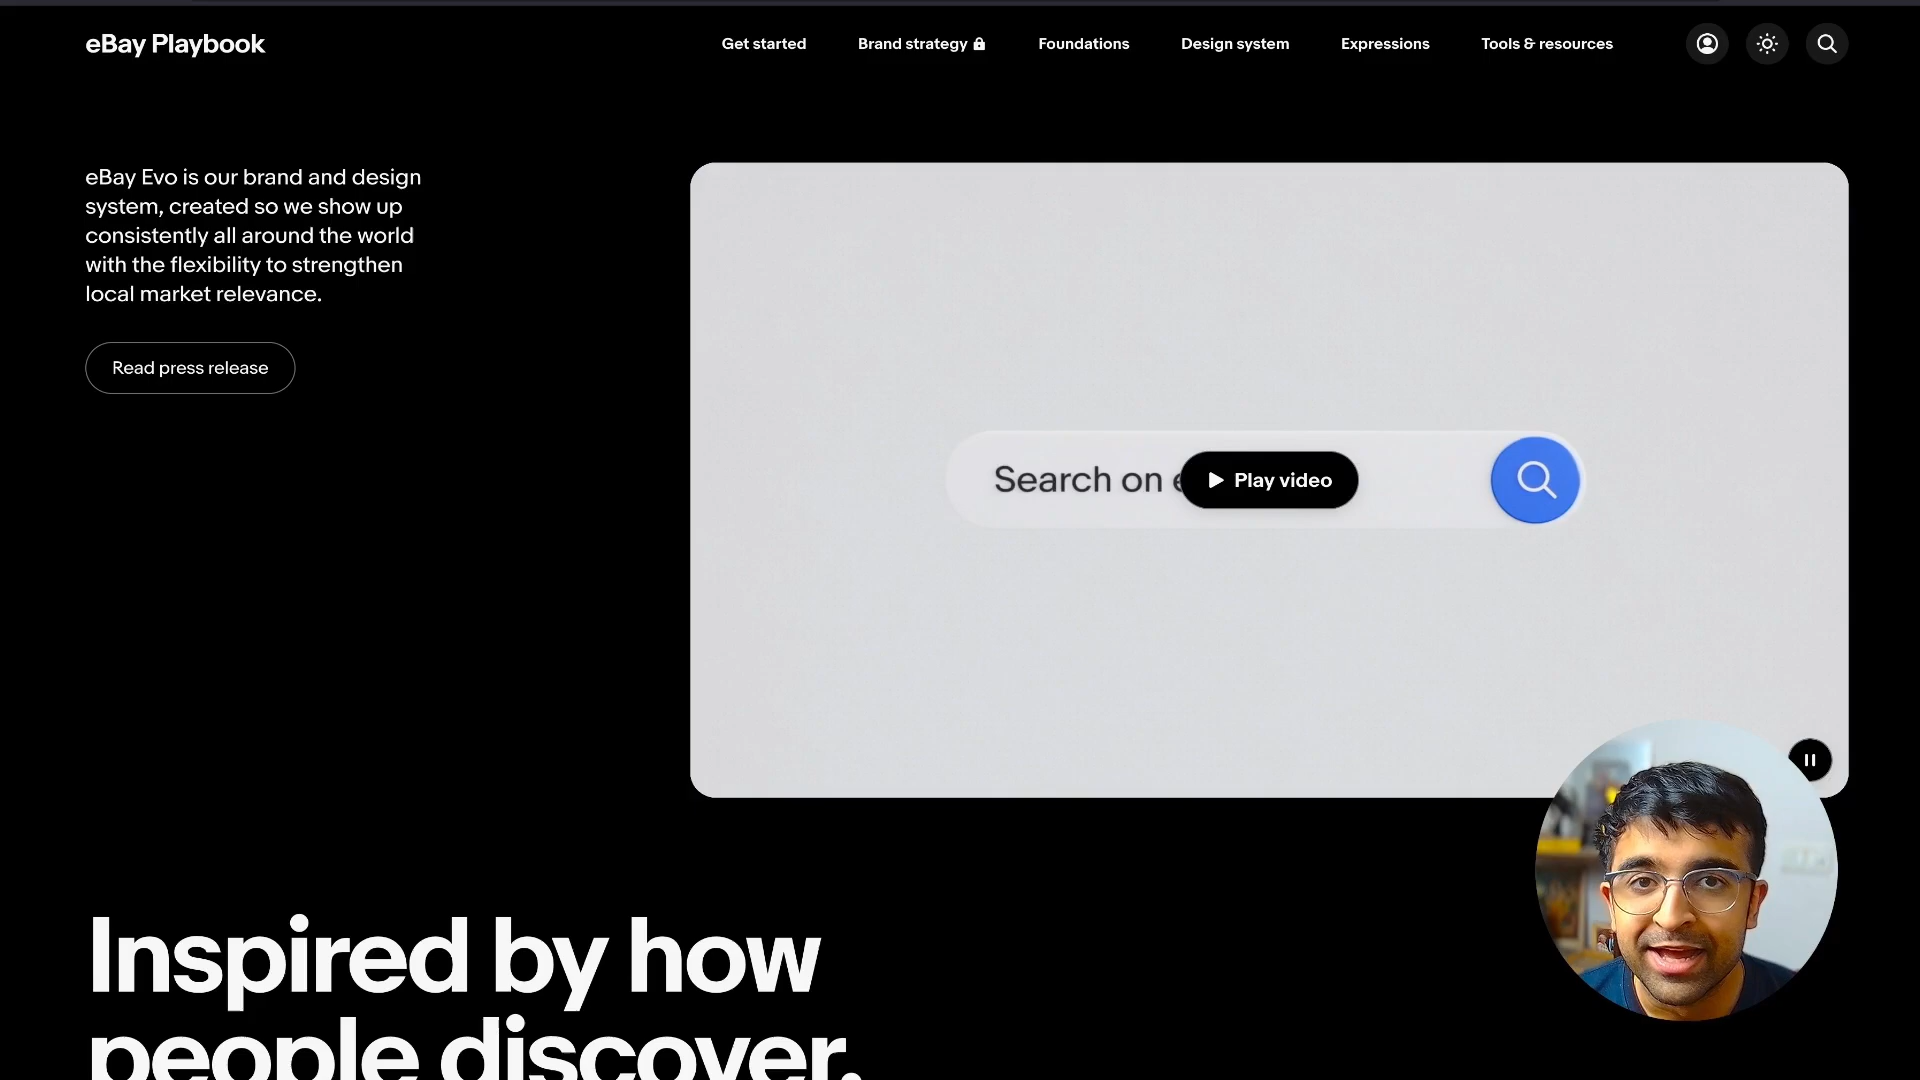 eBay Playbook
Get started
Brand strategy
Foundations
Design system
Expressions
Tools & resources
eBay Evo is our brand and design
system, created so we show up
consistently all around the world
with the flexibility to strengthen
local market relevance.
Read press release
Search on e
Play video
Inspired by how
people discover.